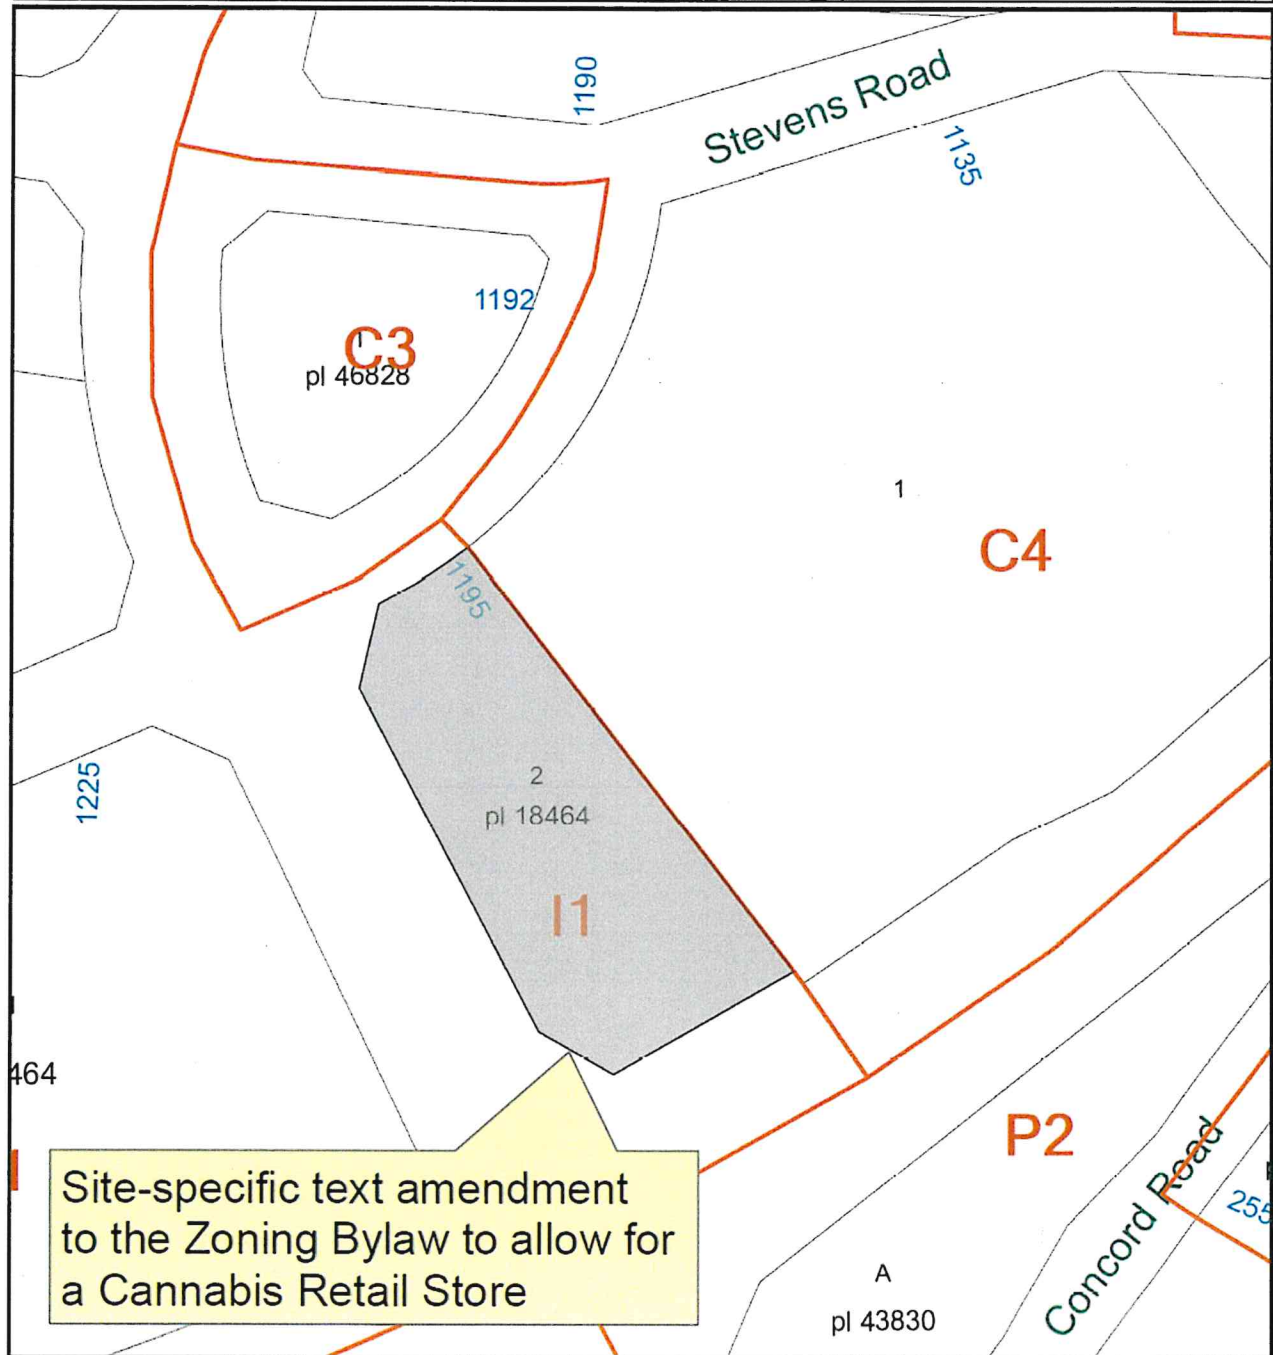 1190
Stevens Road
1135
1192
1
C3
pl 46828
1
C4
1195
2
pl 18464
1225
I1
464
P2
Concord Road
255
Site-specific text amendment
to the Zoning Bylaw to allow for
a Cannabis Retail Store
A
pl 43830